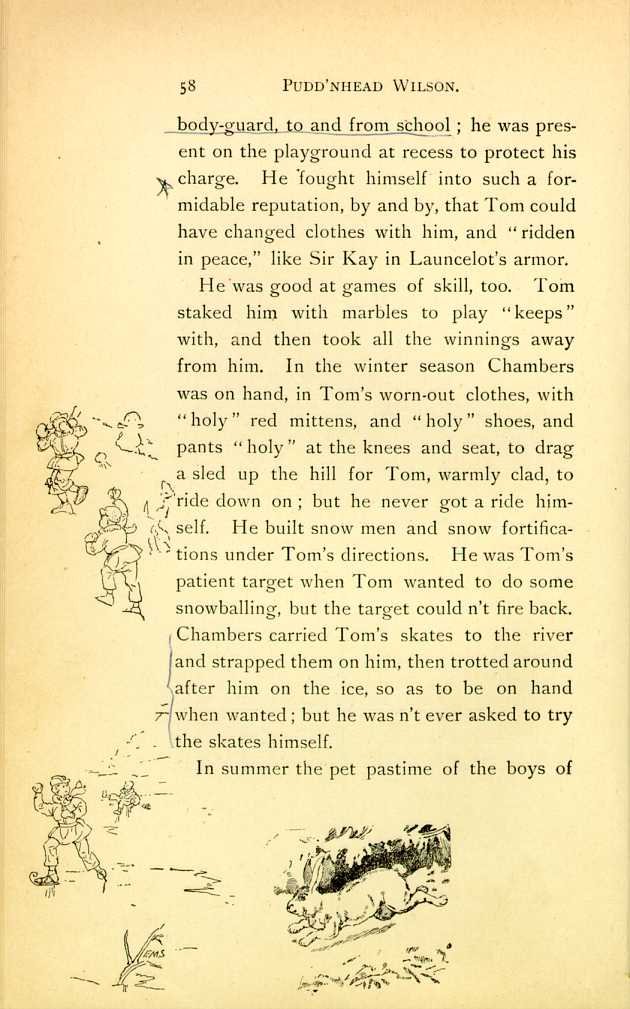 58 PUDD'NHEAD WILSON.
body-guard, to and from school ; he was pres-
ent on the playground at recess to protect his
charge. He fought himself into such a for-
midable reputation, by and by, that Tom could
have changed clothes with him, and "ridden
in peace," like Sir Kay in Launcelot's armor.
He was good at games of skill, too. Tom
staked him with marbles to play "keeps"
with, and then took all the winnings away
from him. In the winter season Chambers
was on hand, in Tom's worn-out clothes, with
"holy" red mittens, and "holy" shoes, and
pants "holy" at the knees and seat, to drag
a sled up the hill for Tom, warmly clad, to
ride down on ; but he never got a ride him-
self. He built snow men and snow fortifica-
tions under Tom's directions. He was Tom's
patient target when Tom wanted to do some
snowballing, but the target could n't fire back.
Chambers carried Tom's skates to the river
and strapped them on him, then trotted around
after him on the ice, so as to be on hand
when wanted ; but he was n't ever asked to try
the skates himself.
In summer the pet pastime of the boys of
EMS